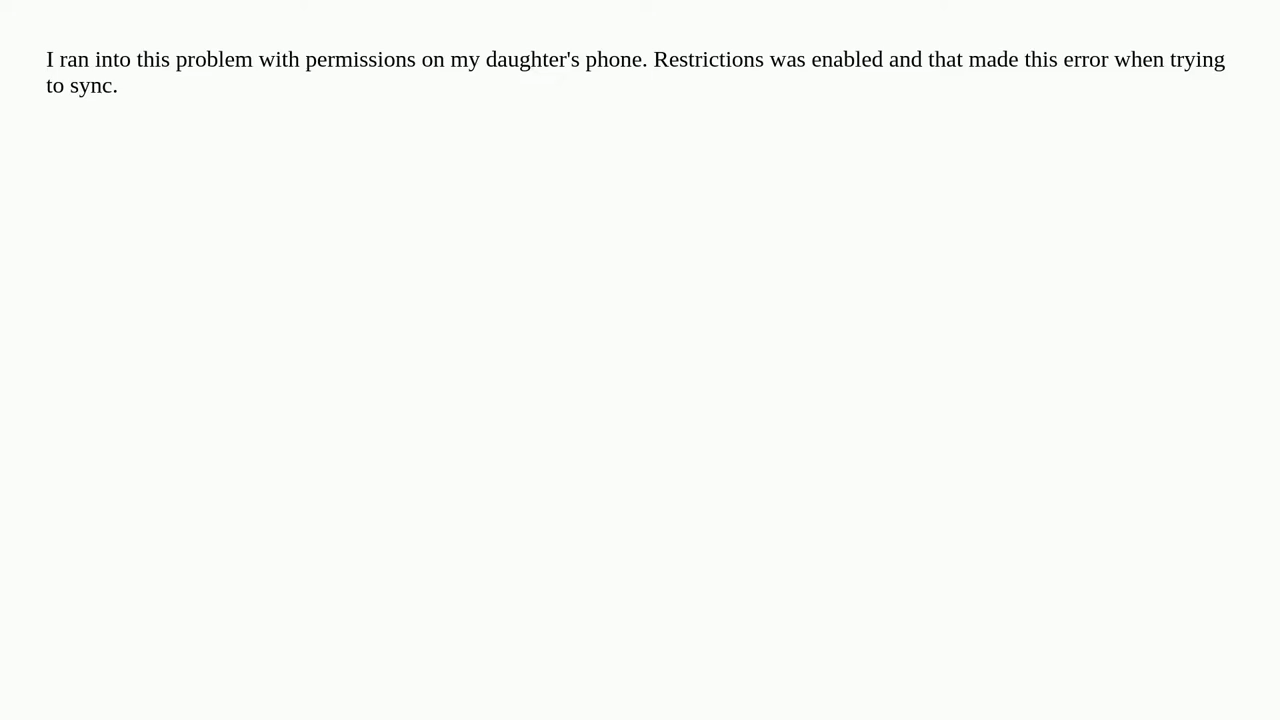 I ran into this problem with permissions on my daughter's phone. Restrictions was enabled and that made this error when trying
to sync.